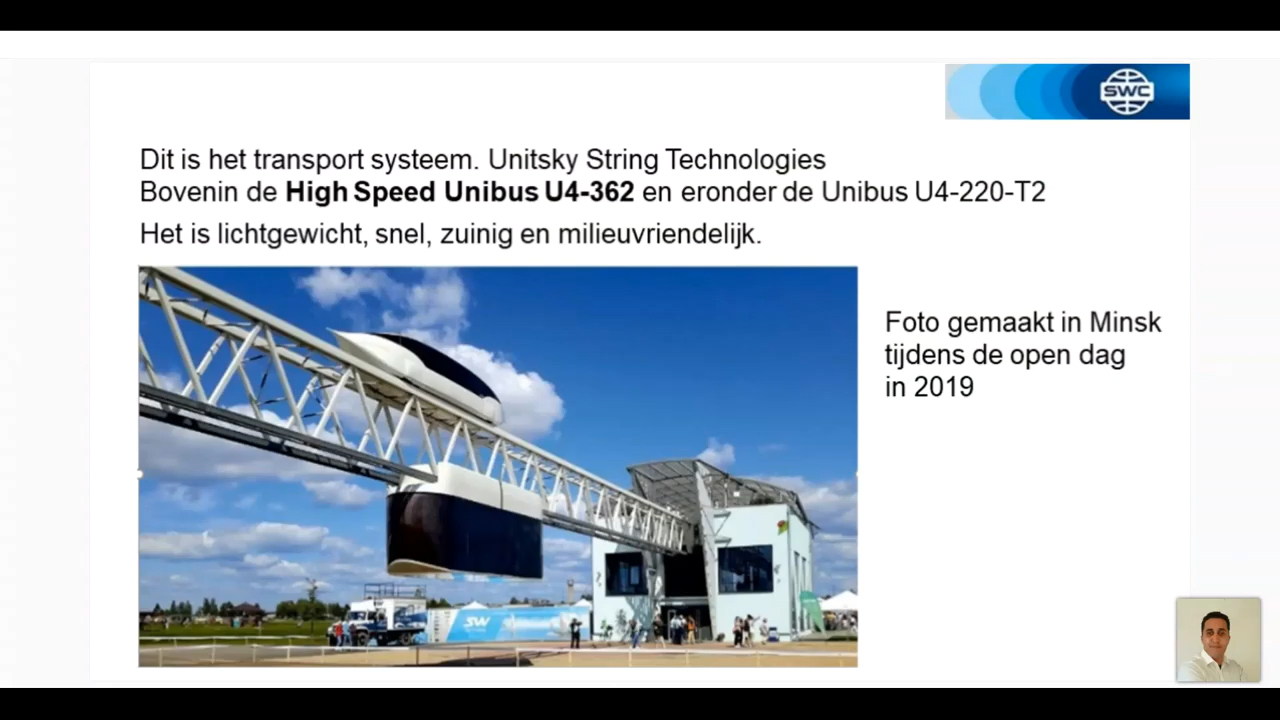 SWC
Dit is het transport systeem. Unitsky String Technologies
Bovenin de High Speed Unibus U4-362 en eronder de Unibus U4-220-T2
Het is lichtgewicht, snel, zuinig en milieuvriendelijk.
Foto gemaakt in Minsk
tijdens de open dag
in 2019
SW